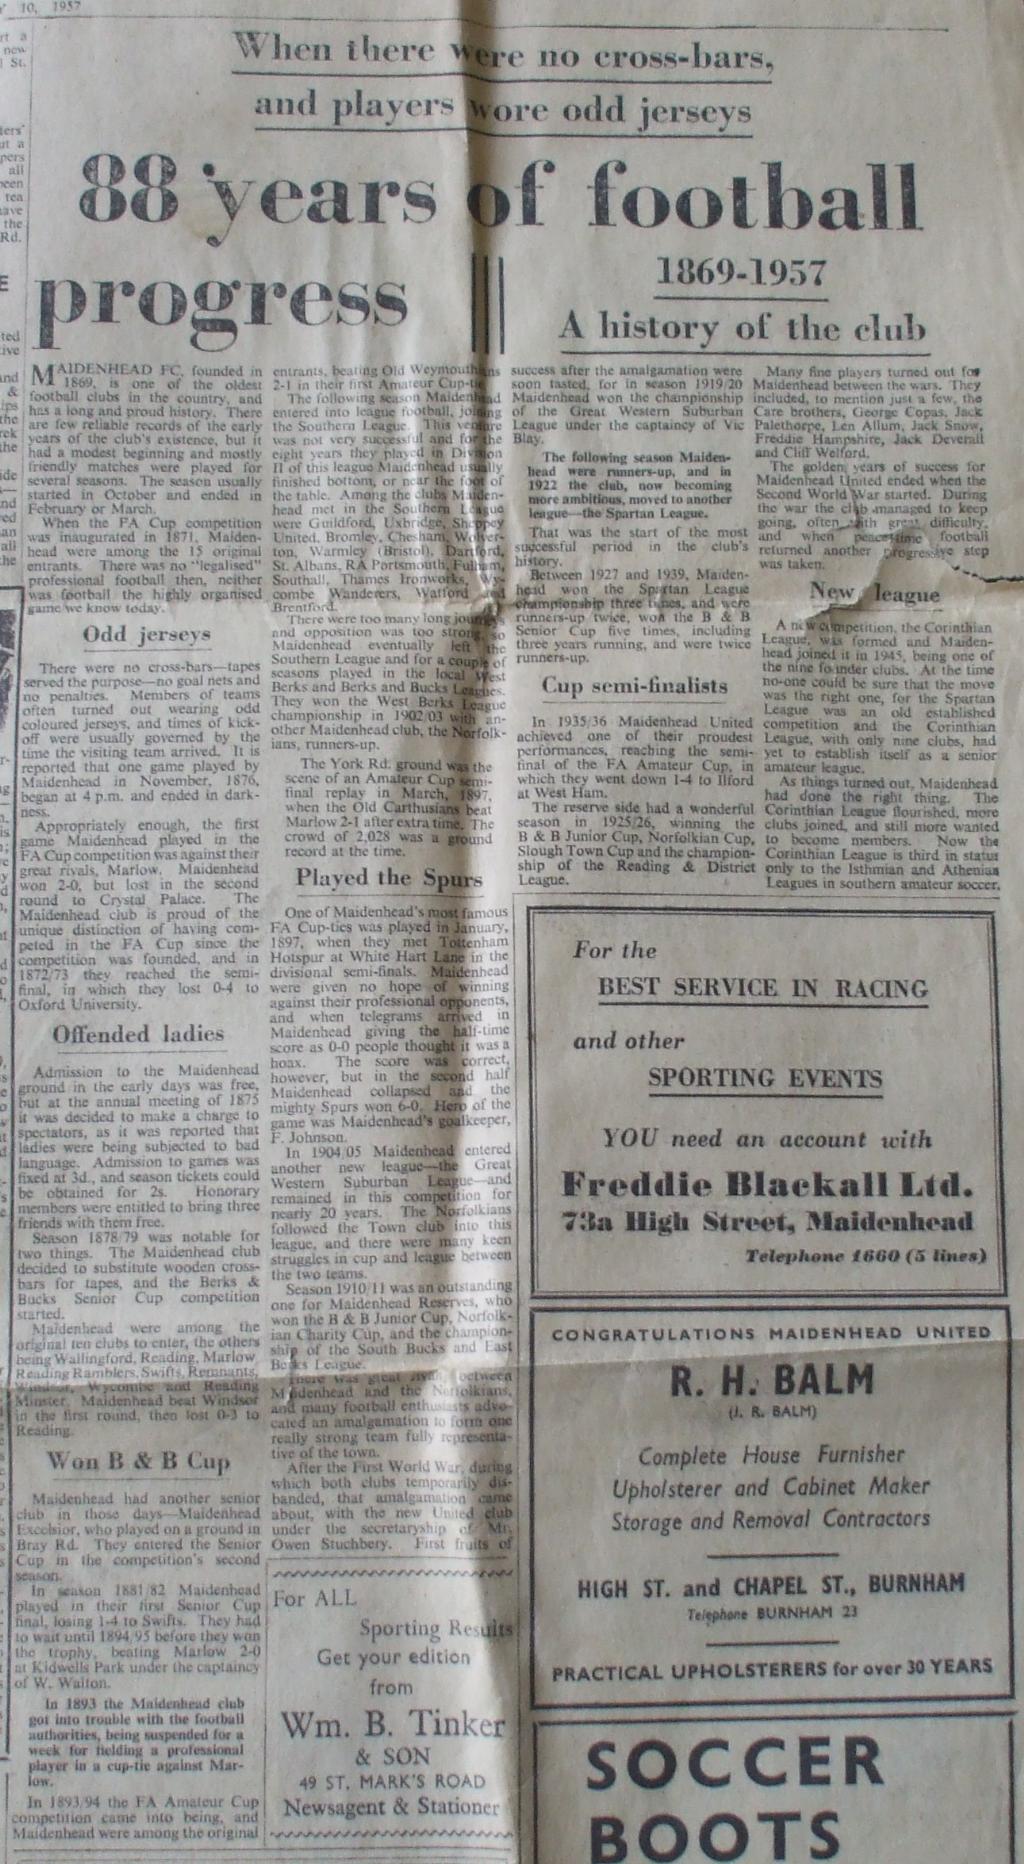 10, 1957
When there were no cross-bars,
and players wore odd jerseys
88 years of football
progress
1869-1957
A history of the club
MAIDENHEAD FC, founded in
1869, is one of the oldest
football clubs in the country, and
has a long and proud history. There
are few reliable records of the early
years of the club's existence, but it
had a modest beginning and mostly
friendly matches were played for
several seasons. The season usually
started in October and ended in
February or March.
When the FA Cup competition
was inaugurated in 1871, Maiden-
head were among the 15 original
entrants. There was no "legalised"
professional football then, neither
was football the highly organised
game we know today.
Odd jerseys
There were no cross-bars—tapes
served the purpose—no goal nets and
no penalties. Members of teams
often turned out wearing odd
coloured jerseys, and times of kick-
off were usually governed by the
time the visiting team arrived. It is
reported that one game played by
Maidenhead in November, 1876,
began at 4 p.m. and ended in dark-
ness.
Appropriately enough, the first
game Maidenhead played in the
FA Cup competition was against their
great rivals, Marlow. Maidenhead
won 2-0, but lost in the second
round to Crystal Palace. The
Maidenhead club is proud of the
unique distinction of having com-
peted in the FA Cup since the
competition was founded, and in
1872/73 they reached the semi-
final, in which they lost 0-4 to
Oxford University.
Offended ladies
Admission to the Maidenhead
ground in the early days was free,
but at the annual meeting of 1875
it was decided to make a charge to
spectators, as it was reported that
ladies were being subjected to bad
language. Admission to games was
fixed at 3d., and season tickets could
be obtained for 2s. Honorary
members were entitled to bring three
friends with them free.
Season 1878/79 was notable for
two things. The Maidenhead club
decided to substitute wooden cross-
bars for tapes, and the Berks &
Bucks Senior Cup competition
started.
Maidenhead were among the
original ten clubs to enter, the others
being Wallingford, Reading, Marlow
Reading Ramblers, Swifts, Remnants,
Windsor, Wycombe and Reading
Minster. Maidenhead beat Windsor
in the first round, then lost 0-3 to
Reading.
Won B & B Cup
Maidenhead had another senior
club in those days—Maidenhead
Excelsior, who played on a ground in
Bray Rd. They entered the Senior
Cup in the competition's second
season.
In season 1881/82 Maidenhead
played in their first Senior Cup
final, losing 1-4 to Swifts. They had
to wait until 1894/95 before they won
the trophy, beating Marlow 2-0
at Kidwells Park under the captaincy
of W. Walton.
In 1893 the Maidenhead club
got into trouble with the football
authorities, being suspended for a
week for fielding a professional
player in a cup-tie against Mar-
low.
In 1893/94 the FA Amateur Cup
competition came into being, and
Maidenhead were among the original
entrants, beating Old Weymouthians
2-1 in their first Amateur Cup-tie.
The following season Maidenhead
entered into league football, joining
the Southern League. This venture
was not very successful and for the
eight years they played in Division
II of this league Maidenhead usually
finished bottom, or near the foot of
the table. Among the clubs Maiden-
head met in the Southern League
were Guildford, Uxbridge, Sheppey
United, Bromley, Chesham, Wolver-
ton, Warmley (Bristol), Dartford,
St. Albans, RA Portsmouth, Fulham,
Southall, Thames Ironworks, Wy-
combe Wanderers, Watford and
Brentford.
There were too many long journeys
and opposition was too strong, so
Maidenhead eventually left the
Southern League and for a couple of
seasons played in the local West
Berks and Berks and Bucks Leagues.
They won the West Berks League
championship in 1902/03 with an-
other Maidenhead club, the Norfolk-
ians, runners-up.
The York Rd. ground was the
scene of an Amateur Cup semi-
final replay in March, 1897,
when the Old Carthusians beat
Marlow 2-1 after extra time. The
crowd of 2,028 was a ground
record at the time.
Played the Spurs
One of Maidenhead's most famous
FA Cup-ties was played in January,
1897, when they met Tottenham
Hotspur at White Hart Lane in the
divisional semi-finals. Maidenhead
were given no hope of winning
against their professional opponents,
and when telegrams arrived in
Maidenhead giving the half-time
score as 0-0 people thought it was a
hoax. The score was correct,
however, but in the second half
Maidenhead collapsed and the
mighty Spurs won 6-0. Hero of the
game was Maidenhead's goalkeeper,
F. Johnson.
In 1904/05 Maidenhead entered
another new league—the Great
Western Suburban League—and
remained in this competition for
nearly 20 years. The Norfolkians
followed the Town club into this
league, and there were many keen
struggles in cup and league between
the two teams.
Season 1910/11 was an outstanding
one for Maidenhead Reserves, who
won the B & B Junior Cup, Norfolk-
ian Charity Cup, and the champion-
ship of the South Bucks and East
Berks League.
There was great rivalry between
Maidenhead and the Norfolkians,
and many football enthusiasts advo-
cated an amalgamation to form one
really strong team fully representa-
tive of the town.
After the First World War, during
which both clubs temporarily dis-
banded, that amalgamation came
about, with the new United club
under the secretaryship of Mr.
Owen Stuchbery. First fruits of
success after the amalgamation were
soon tasted, for in season 1919/20
Maidenhead won the championship
of the Great Western Suburban
League under the captaincy of Vic
Blay.
The following season Maiden-
head were runners-up, and in
1922 the club, now becoming
more ambitious, moved to another
league—the Spartan League.
That was the start of the most
successful period in the club's
history.
Between 1927 and 1939, Maiden-
head won the Spartan League
championship three times, and were
runners-up twice, won the B & B
Senior Cup five times, including
three years running, and were twice
runners-up.
Cup semi-finalists
In 1935/36 Maidenhead United
achieved one of their proudest
performances, reaching the semi-
final of the FA Amateur Cup, in
which they went down 1-4 to Ilford
at West Ham.
The reserve side had a wonderful
season in 1925/26, winning the
B & B Junior Cup, Norfolkian Cup,
Slough Town Cup and the champion-
ship of the Reading & District
League.
Many fine players turned out for
Maidenhead between the wars. They
included, to mention just a few, the
Care brothers, George Copas, Jack
Palethorpe, Len Allum, Jack Snow,
Freddie Hampshire, Jack Deverall
and Cliff Welford.
The golden years of success for
Maidenhead United ended when the
Second World War started. During
the war the club managed to keep
going, often with great difficulty,
and when peace-time football
returned another progressive step
was taken.
New league
A new competition, the Corinthian
League, was formed and Maiden-
head joined it in 1945, being one of
the nine founder clubs. At the time
no-one could be sure that the move
was the right one, for the Spartan
League was an old established
competition and the Corinthian
League, with only nine clubs, had
yet to establish itself as a senior
amateur league.
As things turned out, Maidenhead
had done the right thing. The
Corinthian League flourished, more
clubs joined, and still more wanted
to become members. Now the
Corinthian League is third in status
only to the Isthmian and Athenian
Leagues in southern amateur soccer.
For ALL
Sporting Results
Get your edition
from
Wm. B. Tinker
& SON
49 ST. MARK'S ROAD
Newsagent & Stationer
For the
BEST SERVICE IN RACING
and other
SPORTING EVENTS
YOU need an account with
Freddie Blackall Ltd.
73a High Street, Maidenhead
Telephone 1660 (5 lines)
CONGRATULATIONS MAIDENHEAD UNITED
R. H. BALM
(J. R. BALM)
Complete House Furnisher
Upholsterer and Cabinet Maker
Storage and Removal Contractors
HIGH ST. and CHAPEL ST., BURNHAM
Telephone BURNHAM 23
PRACTICAL UPHOLSTERERS for over 30 YEARS
SOCCER
BOOTS